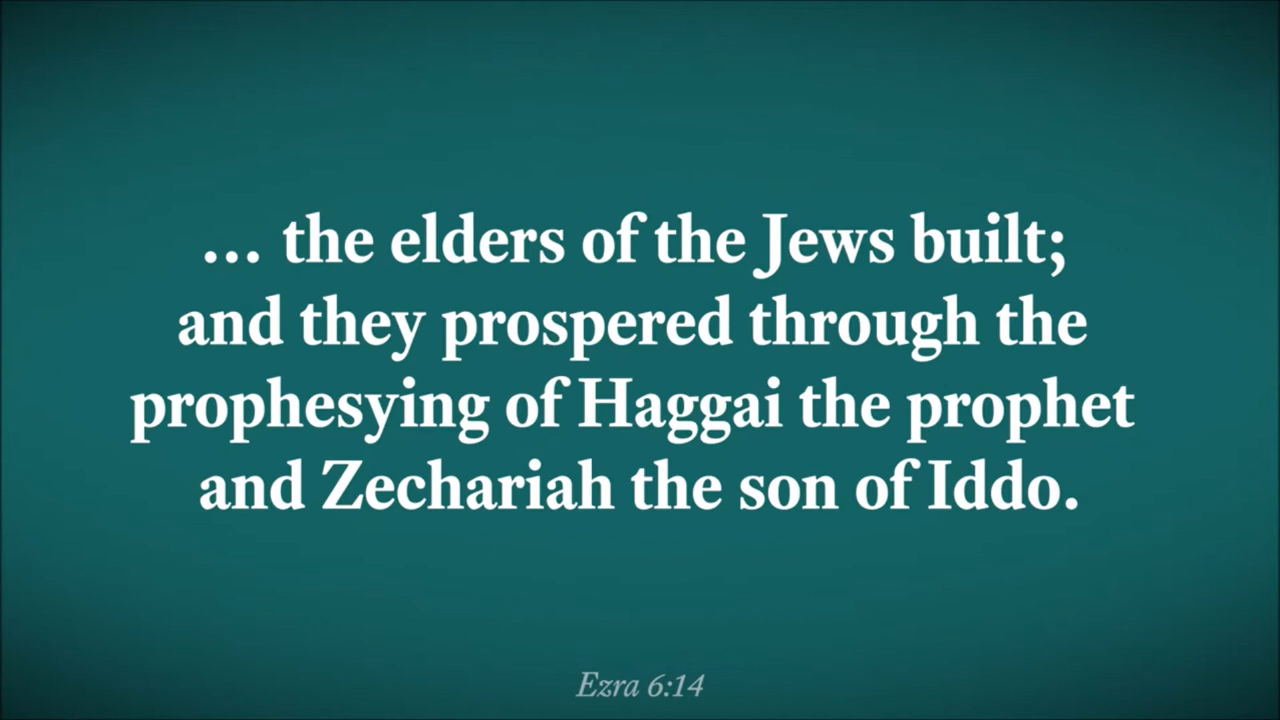 … the elders of the Jews built;
and they prospered through the
prophesying of Haggai the prophet
and Zechariah the son of Iddo.
Ezra 6:14